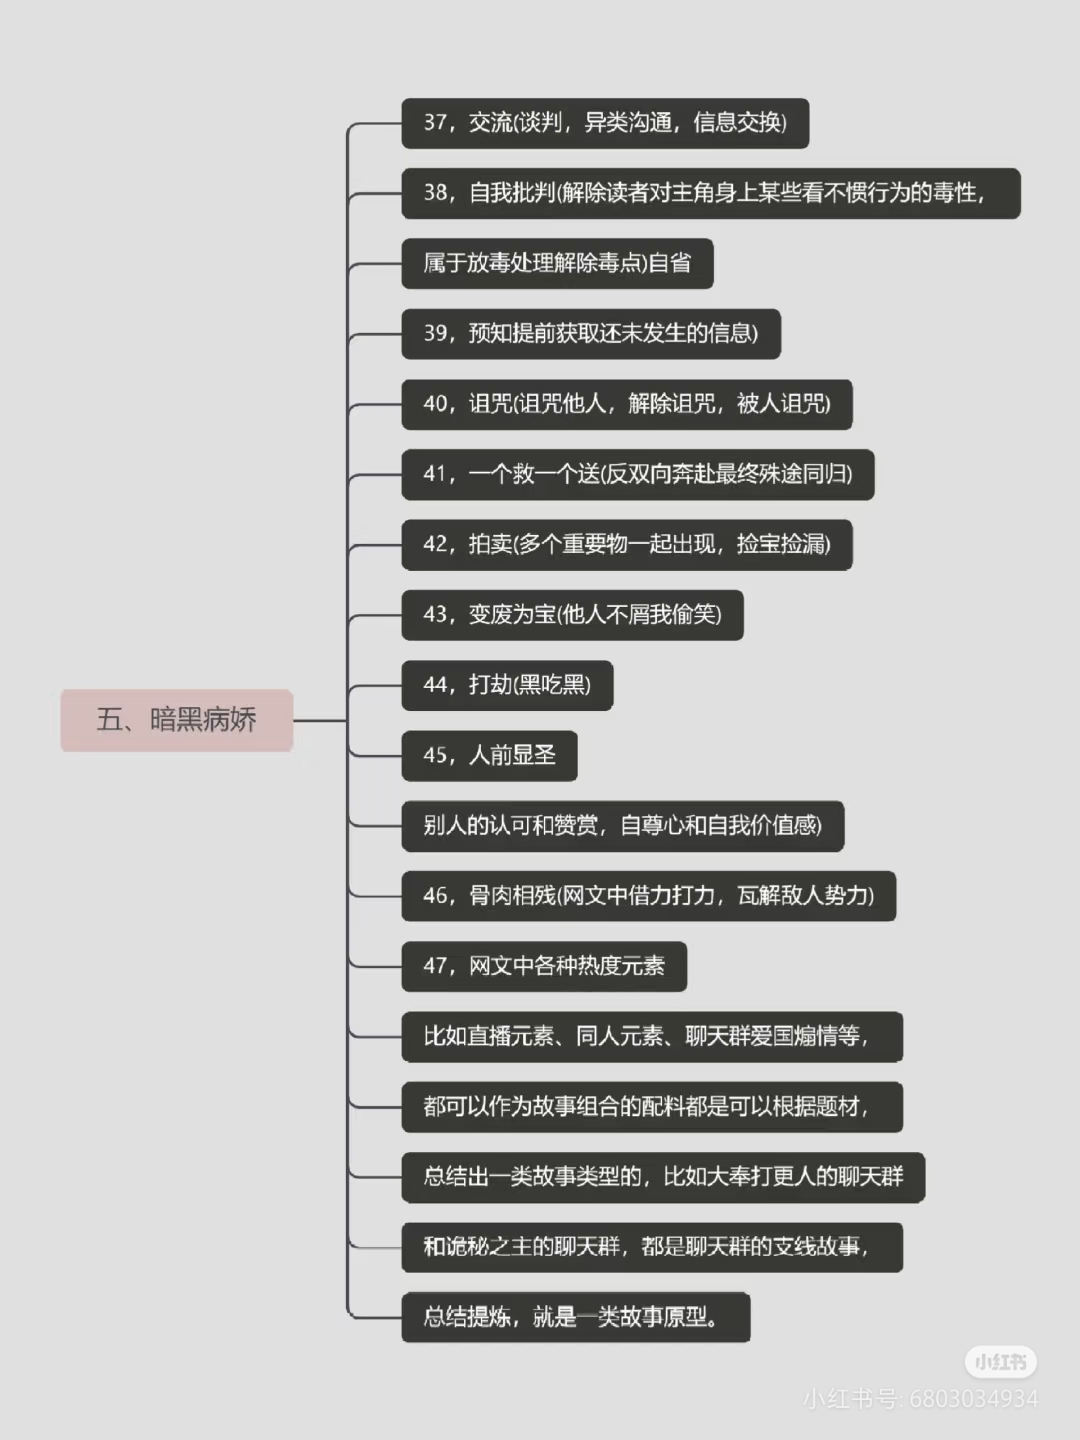 37，交流(谈判，异类沟通，信息交换)
38，自我批判(解除读者对主角身上某些看不惯行为的毒性，
属于放毒处理解除毒点)自省
39，预知提前获取还未发生的信息)
40，诅咒(诅咒他人，解除诅咒，被人诅咒)
41，一个救一个送(反双向奔赴最终殊途同归)
42，拍卖(多个重要物一起出现，捡宝捡漏)
43，变废为宝(他人不屑我偷笑)
44，打劫(黑吃黑)
五、暗黑病娇
45，人前显圣
别人的认可和赞赏，自尊心和自我价值感)
46，骨肉相残(网文中借力打力，瓦解敌人势力)
47，网文中各种热度元素
比如直播元素、同人元素、聊天群爱国煽情等，
都可以作为故事组合的配料都是可以根据题材，
总结出一类故事类型的，比如大奉打更人的聊天群
和诡秘之主的聊天群，都是聊天群的支线故事，
总结提炼，就是一类故事原型。
小红书
小红书号: 6803034934